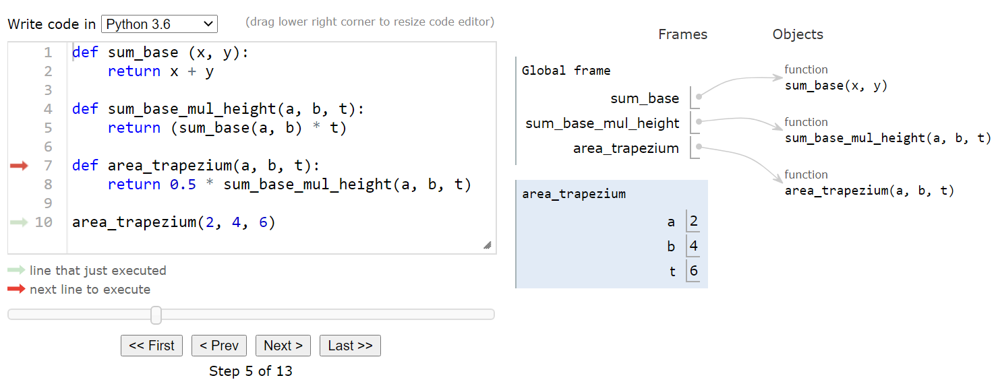 Write code in Python 3.6
(drag lower right corner to resize code editor)
1 def sum_base (x, y):
2     return x + y
3
4 def sum_base_mul_height(a, b, t):
5     return (sum_base(a, b) * t)
6
7 def area_trapezium(a, b, t):
8     return 0.5 * sum_base_mul_height(a, b, t)
9
10 area_trapezium(2, 4, 6)
line that just executed
next line to execute
<< First < Prev Next > Last >>
Step 5 of 13
Frames Objects
Global frame
sum_base
sum_base_mul_height
area_trapezium
function
sum_base(x, y)
function
sum_base_mul_height(a, b, t)
function
area_trapezium(a, b, t)
area_trapezium
a 2
b 4
t 6